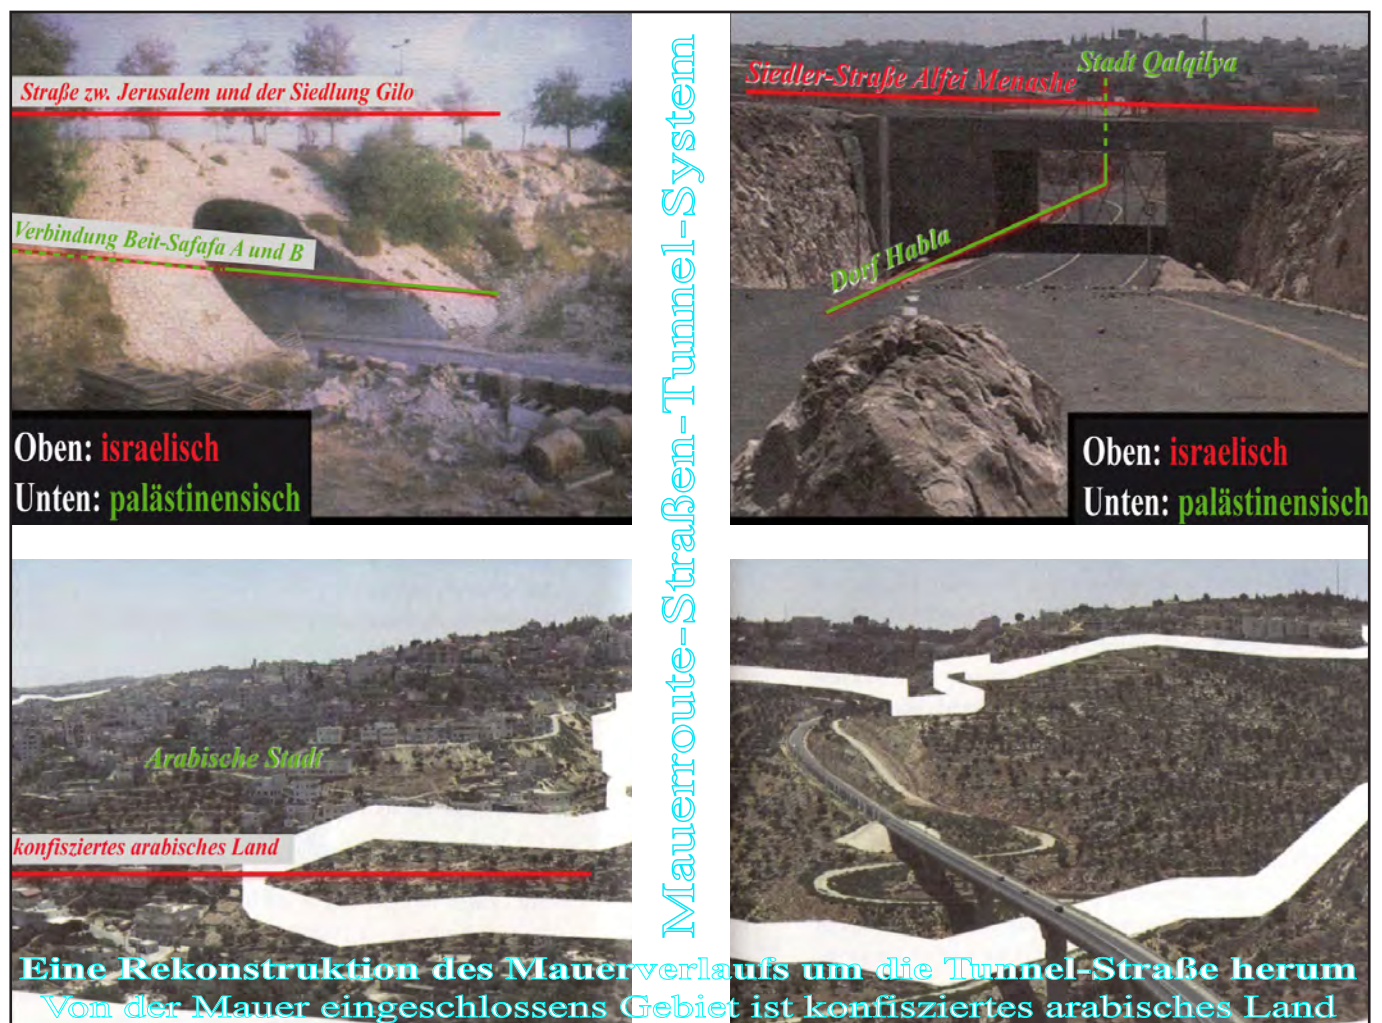 Straße zw. Jerusalem und der Siedlung Gilo
Verbindung Beit-Safafa A und B
Oben: israelisch
Unten: palästinensisch
Mauerroute-Straßen-Tunnel-System
Siedler-Straße Alfei Menashe
Stadt Qalqilya
Dorf Habla
Oben: israelisch
Unten: palästinensisch
Arabische Stadt
konfisziertes arabisches Land
Eine Rekonstruktion des Mauerverlaufs um die Tunnel-Straße herum
Von der Mauer eingeschlossens Gebiet ist konfisziertes arabisches Land